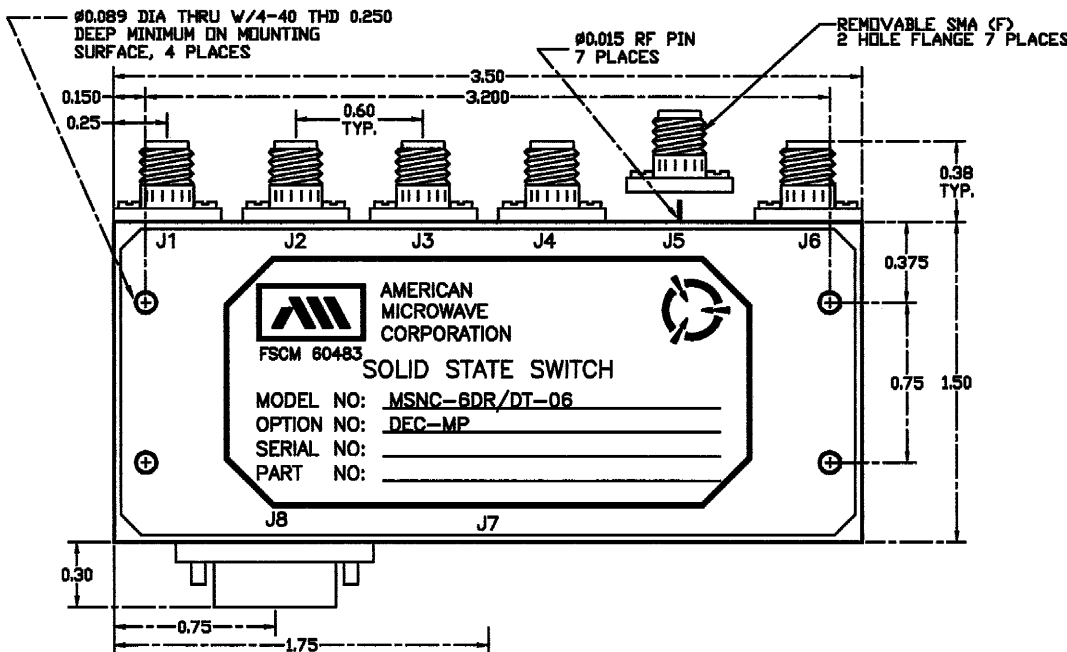 ø0.089 DIA THRU W/4-40 THD 0.250
DEEP MINIMUM ON MOUNTING
SURFACE, 4 PLACES
ø0.015 RF PIN
7 PLACES
REMOVABLE SMA (F)
2 HOLE FLANGE 7 PLACES
3.50
0.150
3.200
0.25
0.60
TYP.
0.38
TYP.
J1
J2
J3
J4
J5
J6
0.375
AMERICAN
MICROWAVE
CORPORATION
FSCM 60483
SOLID STATE SWITCH
MODEL NO: MSNC-6DR/DT-06
OPTION NO: DEC-MP
SERIAL NO:
PART NO:
0.75
1.50
J8
J7
0.30
0.75
1.75